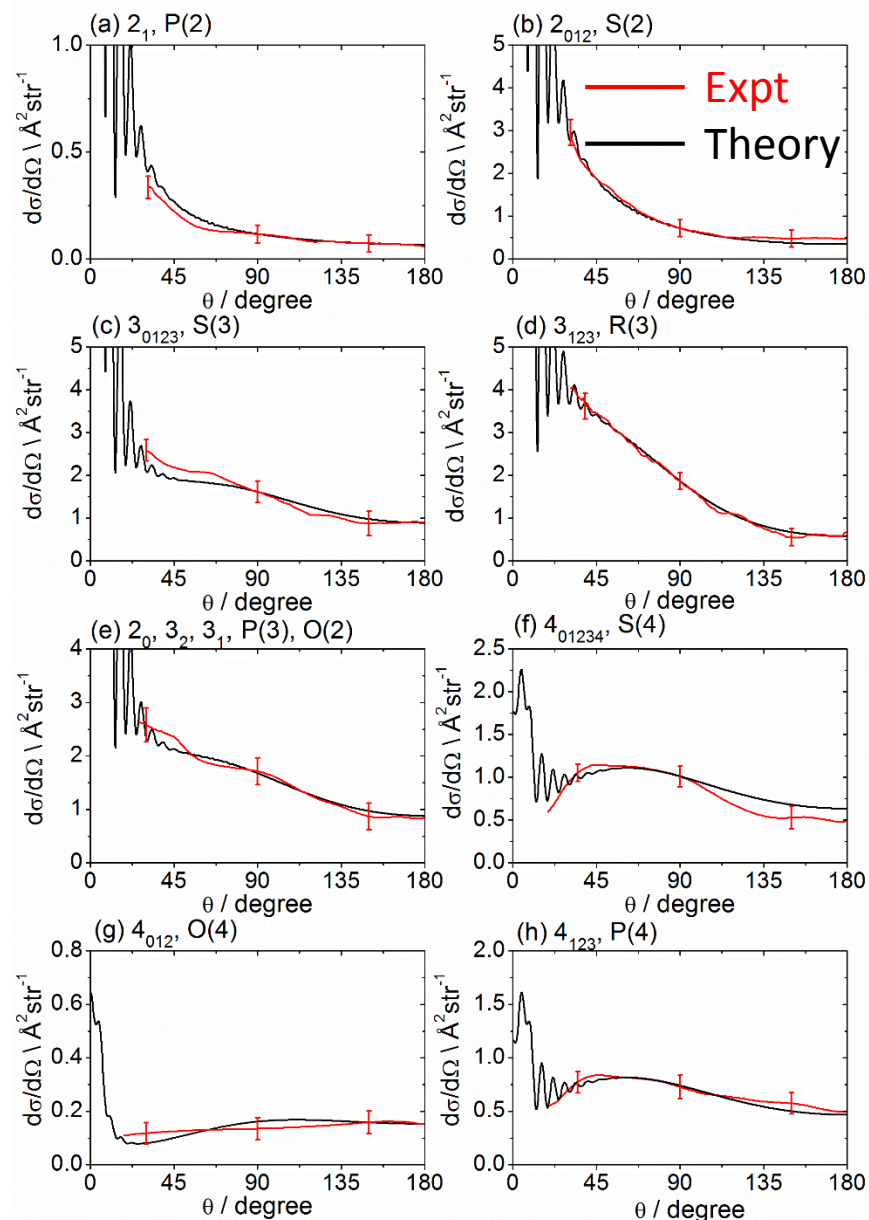 (a) 2₁, P(2)
1.0
0.5
0.0
0 45 90 135 180
dσ/dΩ \ Å²str⁻¹
θ / degree
(b) 2₀₁₂, S(2)
Expt
Theory
5
4
3
2
1
0
0 45 90 135 180
dσ/dΩ \ Å²str⁻¹
θ / degree
(c) 3₀₁₂₃, S(3)
5
4
3
2
1
0
0 45 90 135 180
dσ/dΩ \ Å²str⁻¹
θ / degree
(d) 3₁₂₃, R(3)
5
4
3
2
1
0
0 45 90 135 180
dσ/dΩ \ Å²str⁻¹
θ / degree
(e) 2₀, 3₂, 3₁, P(3), O(2)
4
3
2
1
0
0 45 90 135 180
dσ/dΩ \ Å²str⁻¹
θ / degree
(f) 4₀₁₂₃₄, S(4)
2.5
2.0
1.5
1.0
0.5
0.0
0 45 90 135 180
dσ/dΩ \ Å²str⁻¹
θ / degree
(g) 4₀₁₂, O(4)
0.8
0.6
0.4
0.2
0.0
0 45 90 135 180
dσ/dΩ \ Å²str⁻¹
θ / degree
(h) 4₁₂₃, P(4)
2.0
1.5
1.0
0.5
0.0
0 45 90 135 180
dσ/dΩ \ Å²str⁻¹
θ / degree